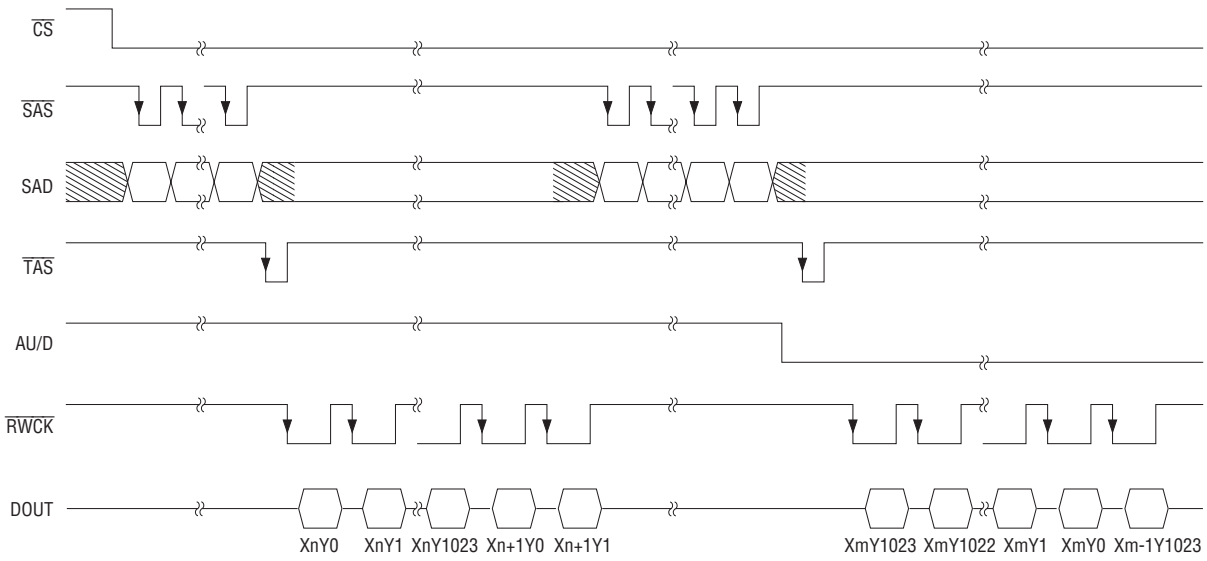 CS
SAS
SAD
TAS
AU/D
RWCK
DOUT
XnY0 XnY1 XnY1023 Xn+1Y0 Xn+1Y1 XmY1023 XmY1022 XmY1 XmY0 Xm-1Y1023